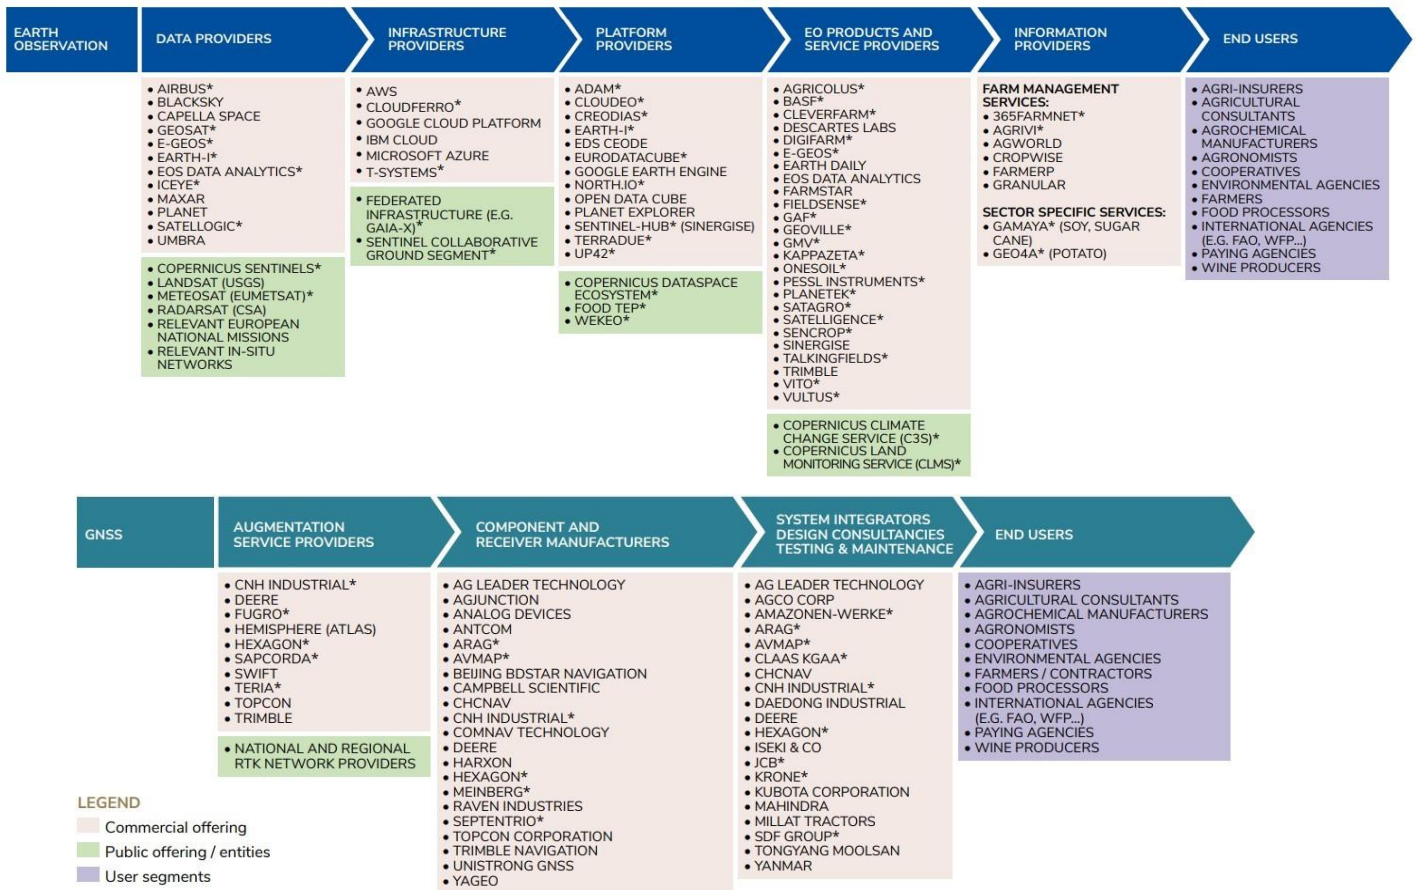 EARTH
OBSERVATION
DATA PROVIDERS
INFRASTRUCTURE
PROVIDERS
PLATFORM
PROVIDERS
EO PRODUCTS AND
SERVICE PROVIDERS
INFORMATION
PROVIDERS
END USERS
• AIRBUS*
• BLACKSKY
• CAPELLA SPACE
• GEOSAT*
• E-GEOS*
• EARTH-I*
• EOS DATA ANALYTICS*
• ICEYE*
• MAXAR
• PLANET
• SATELLOGIC*
• UMBRA
• COPERNICUS SENTINELS*
• LANDSAT (USGS)
• METEOSAT (EUMETSAT)*
• RADARSAT (CSA)
• RELEVANT EUROPEAN
NATIONAL MISSIONS
• RELEVANT IN-SITU
NETWORKS
• AWS
• CLOUDFERRO*
• GOOGLE CLOUD PLATFORM
• IBM CLOUD
• MICROSOFT AZURE
• T-SYSTEMS*
• FEDERATED
INFRASTRUCTURE (E.G.
GAIA-X)*
• SENTINEL COLLABORATIVE
GROUND SEGMENT*
• ADAM*
• CLOUDEO*
• CREODIAS*
• EARTH-I*
• EDS CEODE
• EURODATACUBE*
• GOOGLE EARTH ENGINE
• NORTH.IO*
• OPEN DATA CUBE
• PLANET EXPLORER
• SENTINEL-HUB* (SINERGISE)
• TERRADUE*
• UP42*
• COPERNICUS DATASPACE
ECOSYSTEM*
• FOOD TEP*
• WEKEO*
• AGRICOLUS*
• BASF*
• CLEVERFARM*
• DESCARTES LABS
• DIGIFARM*
• E-GEOS*
• EARTH DAILY
• EOS DATA ANALYTICS
• FARMSTAR
• FIELDSENSE*
• GAF*
• GEOVILLE*
• GMV*
• KAPPAZETA*
• ONESOIL*
• PESSL INSTRUMENTS*
• PLANETEK*
• SATAGRO*
• SATELLIGENCE*
• SENCROP*
• SINERGISE
• TALKINGFIELDS*
• TRIMBLE
• VITO*
• VULTUS*
• COPERNICUS CLIMATE
CHANGE SERVICE (C3S)*
• COPERNICUS LAND
MONITORING SERVICE (CLMS)*
FARM MANAGEMENT
SERVICES:
• 365FARMNET*
• AGRIVI*
• AGWORLD
• CROPWISE
• FARMERP
• GRANULAR
SECTOR SPECIFIC SERVICES:
• GAMAYA* (SOY, SUGAR
CANE)
• GEO4A* (POTATO)
• AGRI-INSURERS
• AGRICULTURAL
CONSULTANTS
• AGROCHEMICAL
MANUFACTURERS
• AGRONOMISTS
• COOPERATIVES
• ENVIRONMENTAL AGENCIES
• FARMERS
• FOOD PROCESSORS
• INTERNATIONAL AGENCIES
(E.G. FAO, WFP...)
• PAYING AGENCIES
• WINE PRODUCERS
GNSS
AUGMENTATION
SERVICE PROVIDERS
COMPONENT AND
RECEIVER MANUFACTURERS
SYSTEM INTEGRATORS
DESIGN CONSULTANCIES
TESTING & MAINTENANCE
END USERS
• CNH INDUSTRIAL*
• DEERE
• FUGRO*
• HEMISPHERE (ATLAS)
• HEXAGON*
• SAPCORDA*
• SWIFT
• TERIA*
• TOPCON
• TRIMBLE
• NATIONAL AND REGIONAL
RTK NETWORK PROVIDERS
• AG LEADER TECHNOLOGY
• AGJUNCTION
• ANALOG DEVICES
• ANTCOM
• ARAG*
• AVMAP*
• BEIJING BDSTAR NAVIGATION
• CAMPBELL SCIENTIFIC
• CHCNAV
• CNH INDUSTRIAL*
• COMNAV TECHNOLOGY
• DEERE
• HARXON
• HEXAGON*
• MEINBERG*
• RAVEN INDUSTRIES
• SEPTENTRIO*
• TOPCON CORPORATION
• TRIMBLE NAVIGATION
• UNISTRONG GNSS
• YAGEO
• AG LEADER TECHNOLOGY
• AGCO CORP
• AMAZONEN-WERKE*
• ARAG*
• AVMAP*
• CLAAS KGAA*
• CHCNAV
• CNH INDUSTRIAL*
• DAEDONG INDUSTRIAL
• DEERE
• HEXAGON*
• ISEKI & CO
• JCB*
• KRONE*
• KUBOTA CORPORATION
• MAHINDRA
• MILLAT TRACTORS
• SDF GROUP*
• TONGYANG MOOLSAN
• YANMAR
• AGRI-INSURERS
• AGRICULTURAL CONSULTANTS
• AGROCHEMICAL MANUFACTURERS
• AGRONOMISTS
• COOPERATIVES
• ENVIRONMENTAL AGENCIES
• FARMERS / CONTRACTORS
• FOOD PROCESSORS
• INTERNATIONAL AGENCIES
(E.G. FAO, WFP...)
• PAYING AGENCIES
• WINE PRODUCERS
LEGEND
Commercial offering
Public offering / entities
User segments